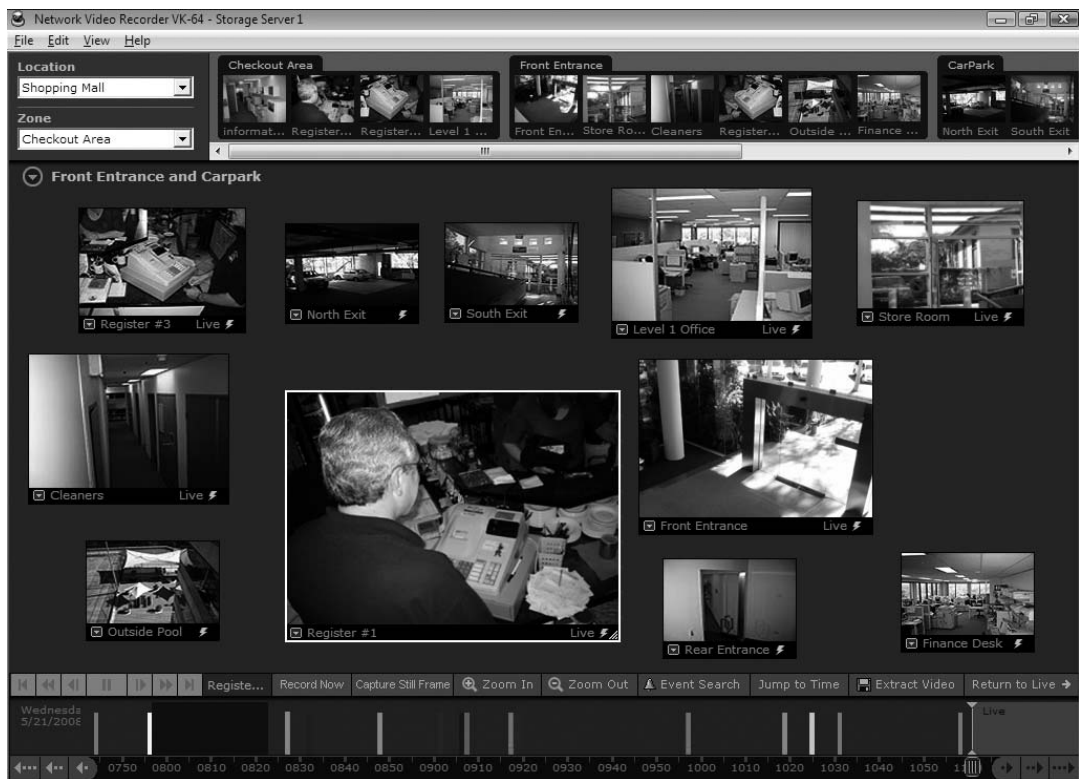 Network Video Recorder VK-64 - Storage Server 1
File Edit View Help
Location
Shopping Mall
Zone
Checkout Area
Checkout Area
informat... Register... Register... Level 1 ...
Front Entrance
Front En... Store Ro... Cleaners Register... Outside ... Finance ...
CarPark
North Exit South Exit
Front Entrance and Carpark
Register #3 Live
North Exit
South Exit
Level 1 Office Live
Store Room Live
Cleaners Live
Front Entrance Live
Outside Pool
Register #1 Live
Rear Entrance
Finance Desk
Registe... Record Now Capture Still Frame Zoom In Zoom Out Event Search Jump to Time Extract Video Return to Live
Wednesda
5/21/2008
Live
0750 0800 0810 0820 0830 0840 0850 0900 0910 0920 0930 0940 0950 1000 1010 1020 1030 1040 1050